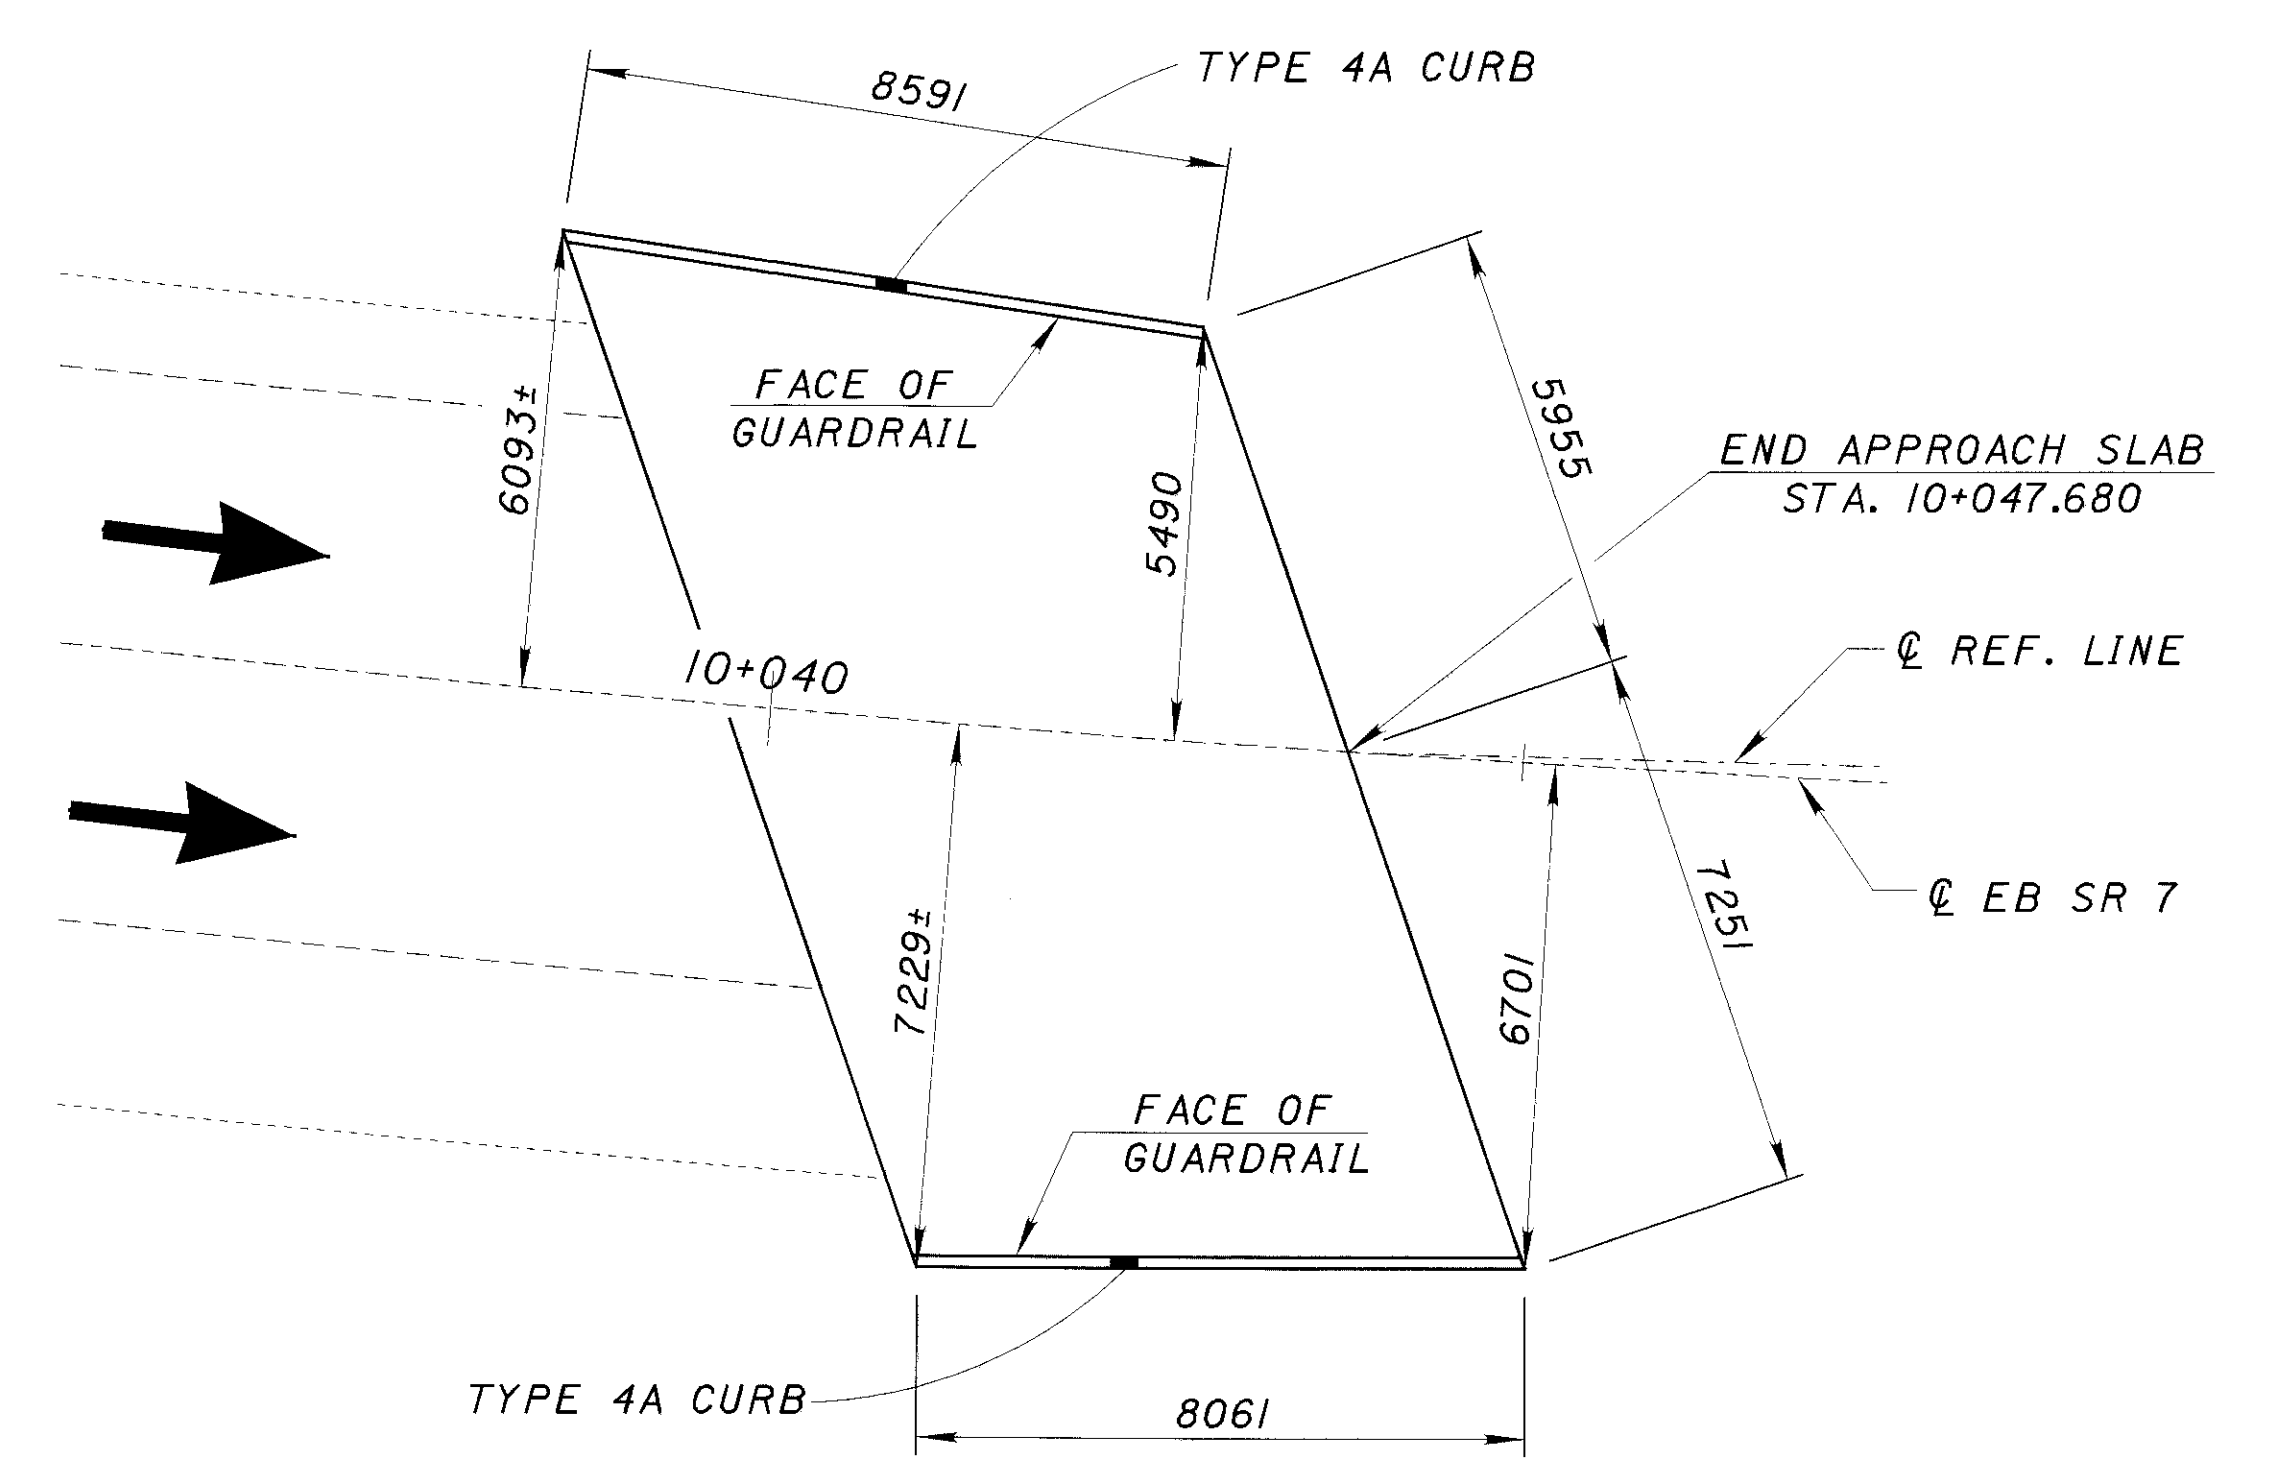 TYPE 4A CURB
8591
FACE OF
GUARDRAIL
6093±
5490
5955
END APPROACH SLAB
STA. 10+047.680
℄ REF. LINE
10+040
℄ EB SR 7
7229±
6701
7251
FACE OF
GUARDRAIL
TYPE 4A CURB
8061